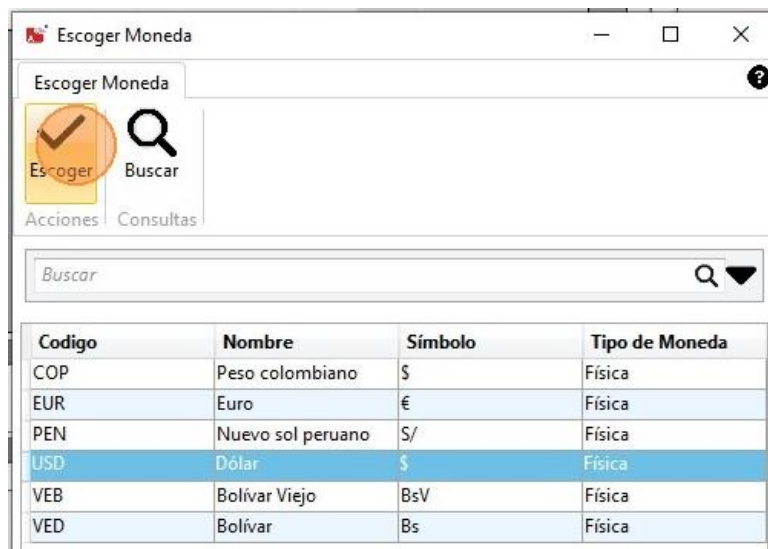 Escoger Moneda
Escoger Moneda
?
Escoger
Buscar
Acciones Consultas
Buscar
Codigo Nombre Símbolo Tipo de Moneda
COP Peso colombiano $ Física
EUR Euro € Física
PEN Nuevo sol peruano S/ Física
USD Dólar $ Física
VEB Bolívar Viejo BsV Física
VED Bolívar Bs Física